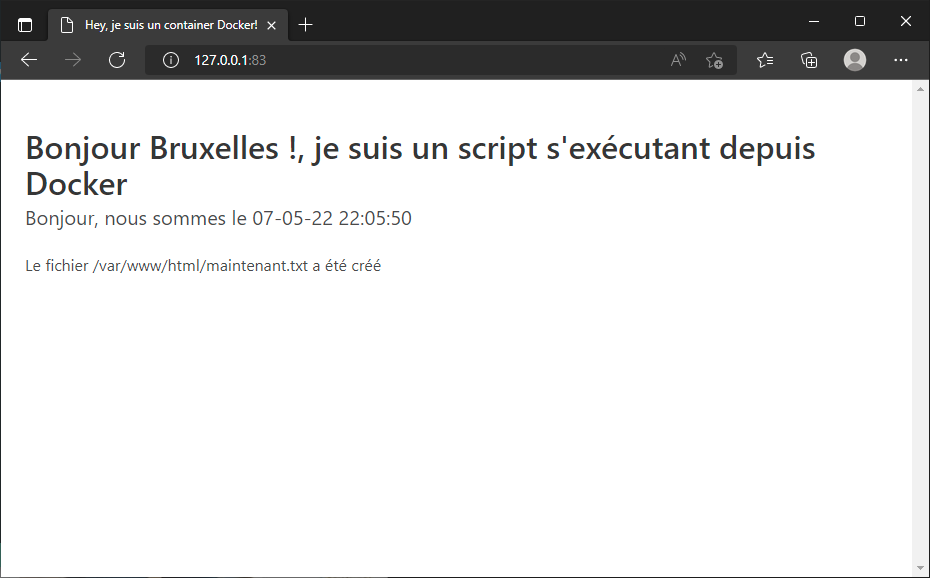 Hey, je suis un container Docker!
127.0.0.1:83
Bonjour Bruxelles !, je suis un script s'exécutant depuis
Docker
Bonjour, nous sommes le 07-05-22 22:05:50
Le fichier /var/www/html/maintenant.txt a été créé